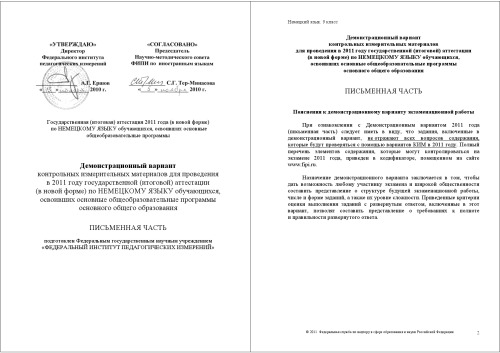 «УТВЕРЖДАЮ»
Директор
Федерального института
педагогических измерений
А.Г. Ершов
2010 г.
«СОГЛАСОВАНО»
Председатель
Научно-методического совета
ФИПИ по иностранным языкам
С.Г. Тер-Минасова
2010 г.
Государственная (итоговая) аттестация 2011 года (в новой форме)
по НЕМЕЦКОМУ ЯЗЫКУ обучающихся, освоивших основные
общеобразовательные программы
Демонстрационный вариант
контрольных измерительных материалов для проведения
в 2011 году государственной (итоговой) аттестации
(в новой форме) по НЕМЕЦКОМУ ЯЗЫКУ обучающихся,
освоивших основные общеобразовательные программы
основного общего образования
ПИСЬМЕННАЯ ЧАСТЬ
подготовлен Федеральным государственным научным учреждением
«ФЕДЕРАЛЬНЫЙ ИНСТИТУТ ПЕДАГОГИЧЕСКИХ ИЗМЕРЕНИЙ»
Немецкий язык. 9 класс
Демонстрационный вариант
контрольных измерительных материалов
для проведения в 2011 году государственной (итоговой) аттестации
(в новой форме) по НЕМЕЦКОМУ ЯЗЫКУ обучающихся,
освоивших основные общеобразовательные программы
основного общего образования
ПИСЬМЕННАЯ ЧАСТЬ
Пояснения к демонстрационному варианту экзаменационной работы
При ознакомлении с Демонстрационным вариантом 2011 года
(письменная часть) следует иметь в виду, что задания, включённые в
демонстрационный вариант, не отражают всех вопросов содержания,
которые будут проверяться с помощью вариантов КИМ в 2011 году. Полный
перечень элементов содержания, которые могут контролироваться на
экзамене 2011 года, приведен в кодификаторе, помещенном на сайте
www.fipi.ru.
Назначение демонстрационного варианта заключается в том, чтобы
дать возможность любому участнику экзамена и широкой общественности
составить представление о структуре будущей экзаменационной работы,
числе и форме заданий, а также их уровне сложности. Приведённые критерии
оценки выполнения заданий с развернутым ответом, включенные в этот
вариант, позволят составить представление о требованиях к полноте
и правильности развернутого ответа.
© 2011 Федеральная служба по надзору в сфере образования и науки Российской Федерации
2